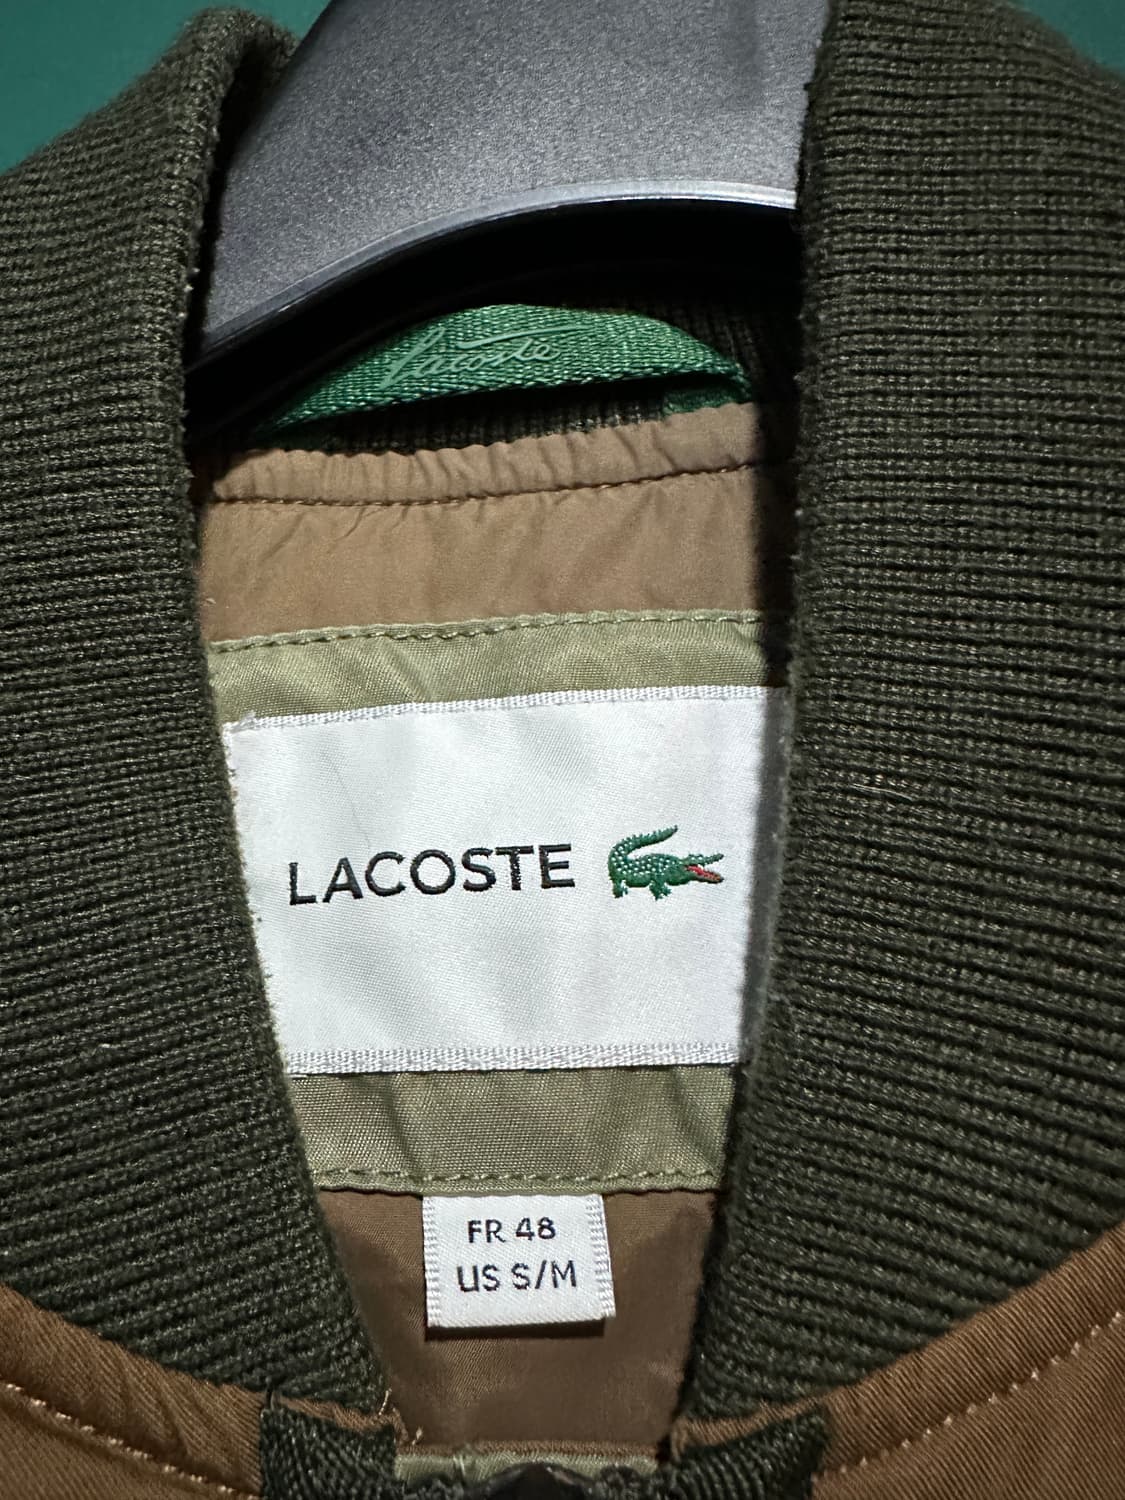 Lacoste
LACOSTE
FR 48
US S/M